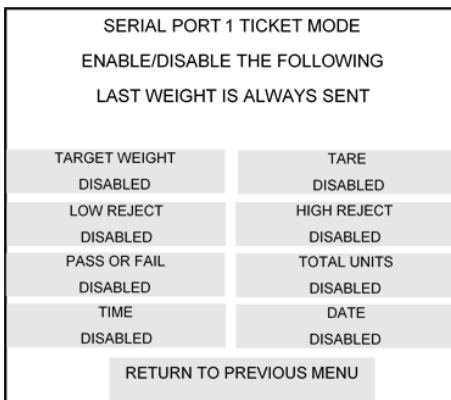 SERIAL PORT 1 TICKET MODE
ENABLE/DISABLE THE FOLLOWING
LAST WEIGHT IS ALWAYS SENT
TARGET WEIGHT
DISABLED
TARE
DISABLED
LOW REJECT
DISABLED
HIGH REJECT
DISABLED
PASS OR FAIL
DISABLED
TOTAL UNITS
DISABLED
TIME
DISABLED
DATE
DISABLED
RETURN TO PREVIOUS MENU